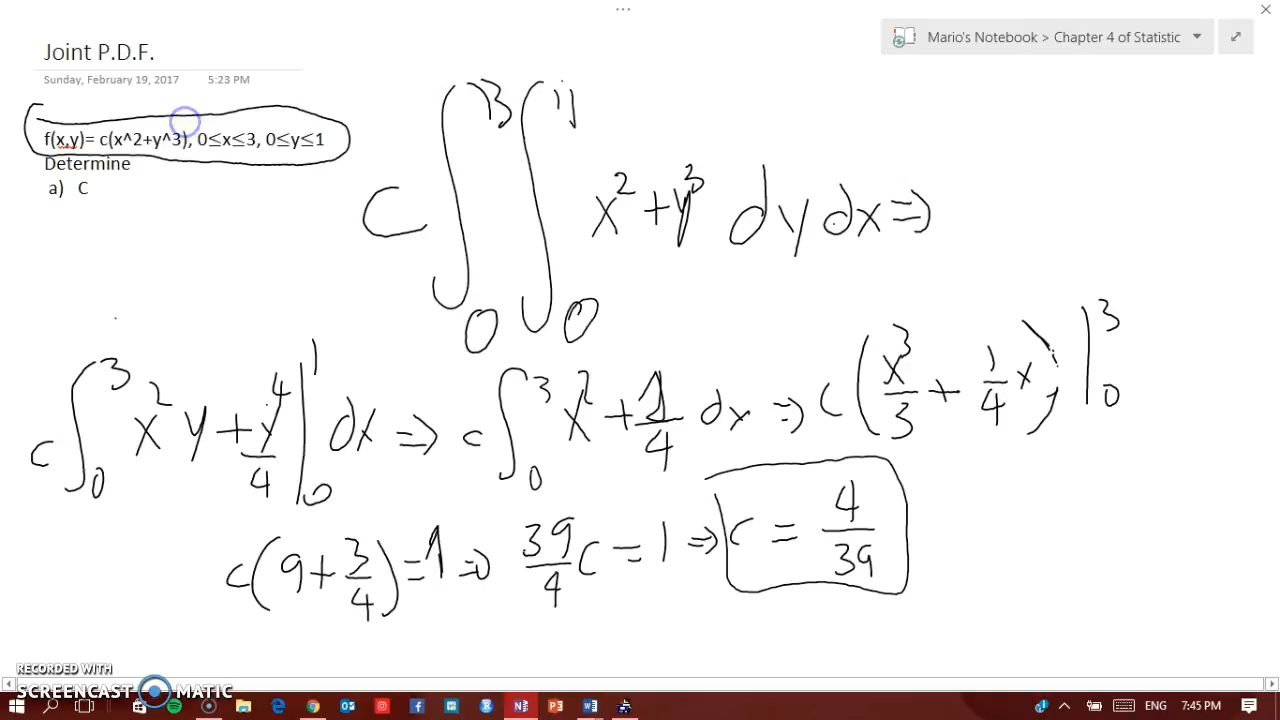 Joint P.D.F.
Mario's Notebook > Chapter 4 of Statistic
Sunday, February 19, 2017 5:23 PM
f(x,y)= c(x^2+y^3), 0≤x≤3, 0≤y≤1
Determine
a) C
C ∫₀³ ∫₀¹ x² + y³ dy dx ⇒
c ∫₀³ x² y + y⁴/4 |₀¹ dx ⇒ c ∫₀³ x² + 1/4 dx ⇒ c (x³/3 + 1/4 x) |₀³
c(9 + 3/4) = 1 ⇒ 39/4 c = 1 ⇒ c = 4/39
RECORDED WITH
SCREENCAST MATIC
ENG 7:45 PM